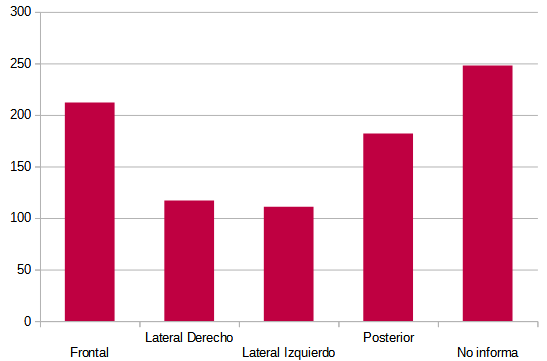 300
250
200
150
100
50
0
Frontal
Lateral Derecho
Lateral Izquierdo
Posterior
No informa